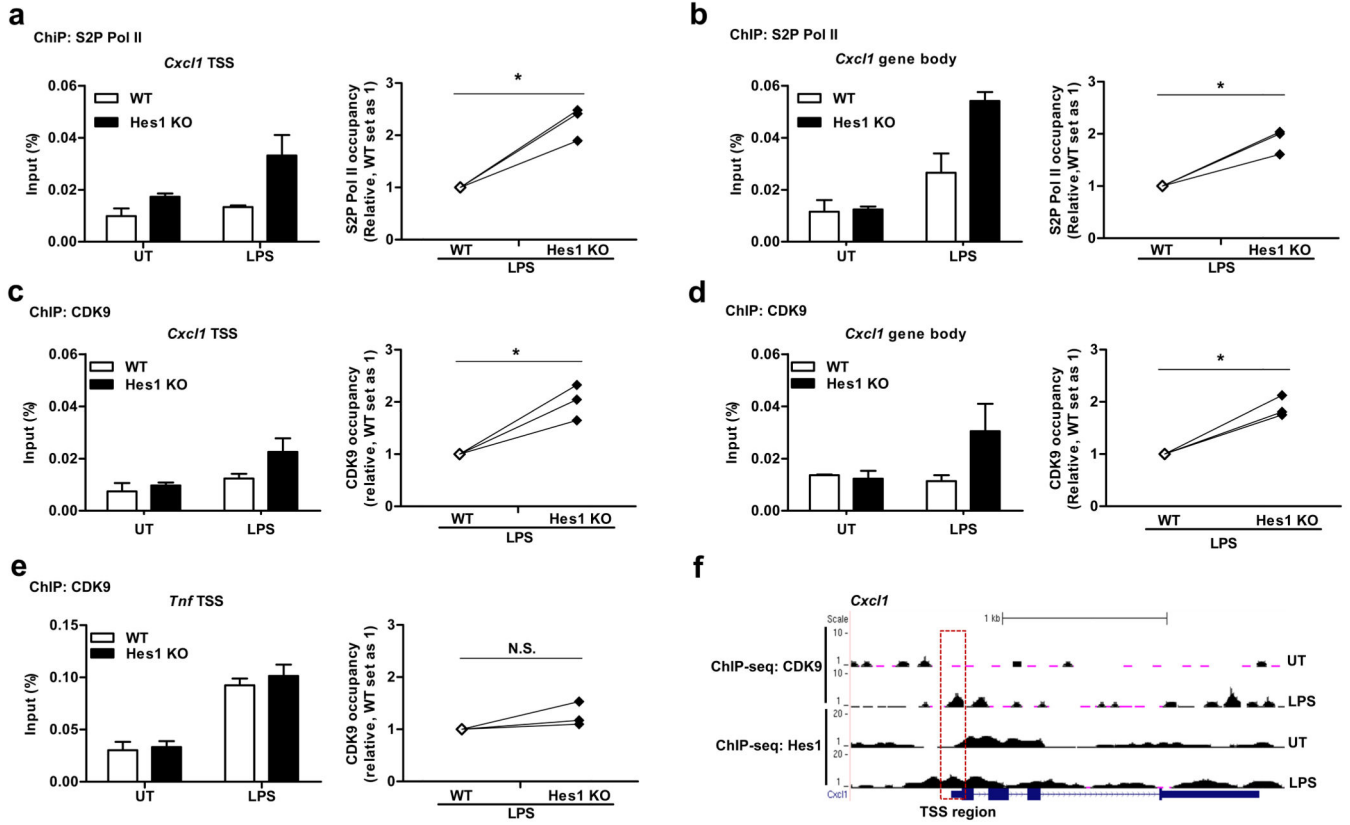 a
ChiP: S2P Pol II
Cxcl1 TSS
WT
Hes1 KO
Input (%)
0.06
0.04
0.02
0.00
UT
LPS
S2P Pol II occupancy
(Relative, WT set as 1)
3
2
1
0
*
WT
Hes1 KO
LPS
b
ChIP: S2P Pol II
Cxcl1 gene body
WT
Hes1 KO
Input (%)
0.06
0.04
0.02
0.00
UT
LPS
S2P Pol II occupancy
(Relative, WT set as 1)
3
2
1
0
*
WT
Hes1 KO
LPS
c
ChIP: CDK9
Cxcl1 TSS
WT
Hes1 KO
Input (%)
0.06
0.04
0.02
0.00
UT
LPS
CDK9 occupancy
(relative, WT set as 1)
3
2
1
0
*
WT
Hes1 KO
LPS
d
ChIP: CDK9
Cxcl1 gene body
WT
Hes1 KO
Input (%)
0.06
0.04
0.02
0.00
UT
LPS
CDK9 occupancy
(Relative, WT set as 1)
3
2
1
0
*
WT
Hes1 KO
LPS
e
ChIP: CDK9
Tnf TSS
WT
Hes1 KO
Input (%)
0.15
0.10
0.05
0.00
UT
LPS
CDK9 occupancy
(relative, WT set as 1)
3
2
1
0
N.S.
WT
Hes1 KO
LPS
f
Cxcl1
Scale
1 kb
10
ChIP-seq: CDK9
1
UT
10
1
LPS
20
ChIP-seq: Hes1
1
UT
20
1
LPS
Cxcl1
TSS region